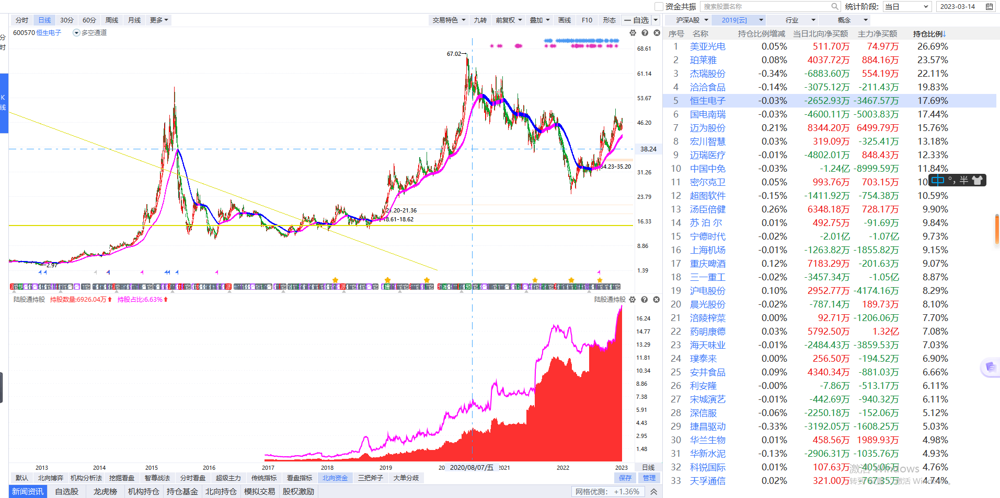 资金共振 搜索股票名称 统计阶段: 当日 2023-03-14
分时 日线 30分 60分 周线 月线 更多 交易特色 九转 前复权 叠加 画线 F10 形态 自选 沪深A股 2019[云] 行业 概念
600570 恒生电子 多空通道
分时
K线
67.02
2.97
21.20-21.36
18.61-18.62
34.23-35.20
68.61
61.14
53.67
46.20
38.24
31.26
23.79
16.33
8.86
1.39
陆股通持股 持股数量:6926.04万 持股占比:6.63% 陆股通持股
16.24
14.77
13.29
11.81
10.34
8.86
7.38
5.91
4.43
2.95
1.48
2013 2014 2015 2016 2017 2018 2019 20 2020/08/07/五 2021 2022 2023 日线
默认 北向博弈 机构分析法 挖掘看盘 智尊战法 分时看盘 超级主力 传统指标 看盘指标 北向资金 三把斧子 大单分歧 保存 管理
新闻资讯 自选股 龙虎榜 机构持仓 持仓基金 北向持仓 模拟交易 股权激励 网格优测: +1.36%
序号 名称 持仓比例增减 当日北向净买额 主力净买额 持仓比例↓
1 美亚光电 0.05% 511.70万 74.97万 26.69%
2 珀莱雅 0.08% 4037.72万 884.16万 23.57%
3 杰瑞股份 -0.34% -6883.60万 554.19万 22.11%
4 洽洽食品 -0.14% -3075.12万 -211.43万 19.83%
5 恒生电子 -0.03% -2652.93万 -3467.57万 17.69%
6 国电南瑞 -0.03% -4600.11万 -5003.83万 17.44%
7 迈为股份 0.21% 8344.20万 6499.79万 15.76%
8 宏川智慧 0.03% 319.09万 -325.41万 13.18%
9 迈瑞医疗 -0.01% -4802.01万 848.43万 12.33%
10 中国中免 -0.03% -1.24亿 -8999.59万 11.84%
11 密尔克卫 0.05% 993.76万 703.15万 10
中 °, 半
12 超图软件 -0.15% -1411.92万 -754.38万 10.59%
13 汤臣倍健 0.26% 6348.18万 728.17万 9.90%
14 苏 泊 尔 0.01% 492.75万 -91.69万 9.84%
15 宁德时代 -0.02% -2.01亿 -1.07亿 9.73%
16 上海机场 -0.01% -1263.82万 -1855.82万 9.15%
17 重庆啤酒 0.12% 7183.29万 -201.63万 9.07%
18 三一重工 -0.02% -3457.34万 -1.05亿 8.87%
19 沪电股份 0.10% 2952.77万 -4174.16万 8.29%
20 晨光股份 -0.02% -787.14万 189.73万 8.10%
21 涪陵榨菜 0.00% 92.71万 -1206.06万 7.70%
22 药明康德 0.03% 5792.50万 1.32亿 7.08%
23 海天味业 -0.01% -2484.43万 -3859.53万 7.03%
24 璞泰来 0.00% 256.50万 -194.52万 6.90%
25 安井食品 0.09% 4340.34万 -881.03万 6.66%
26 利安隆 -0.00% -7.86万 -513.17万 6.11%
27 宋城演艺 -0.01% -442.69万 -940.32万 6.11%
28 深信服 -0.06% -2250.18万 -152.06万 5.12%
29 捷昌驱动 -0.33% -3192.05万 -1608.25万 5.03%
30 华兰生物 0.01% 458.56万 1989.93万 4.98%
31 华新水泥 -0.13% -2906.31万 -1035.76万 4.93%
32 科锐国际 0.01% 107.63万 -405.06万 4.76%
33 天孚通信 0.02% 321.00万 767.35万 4.74%
激活 Windows